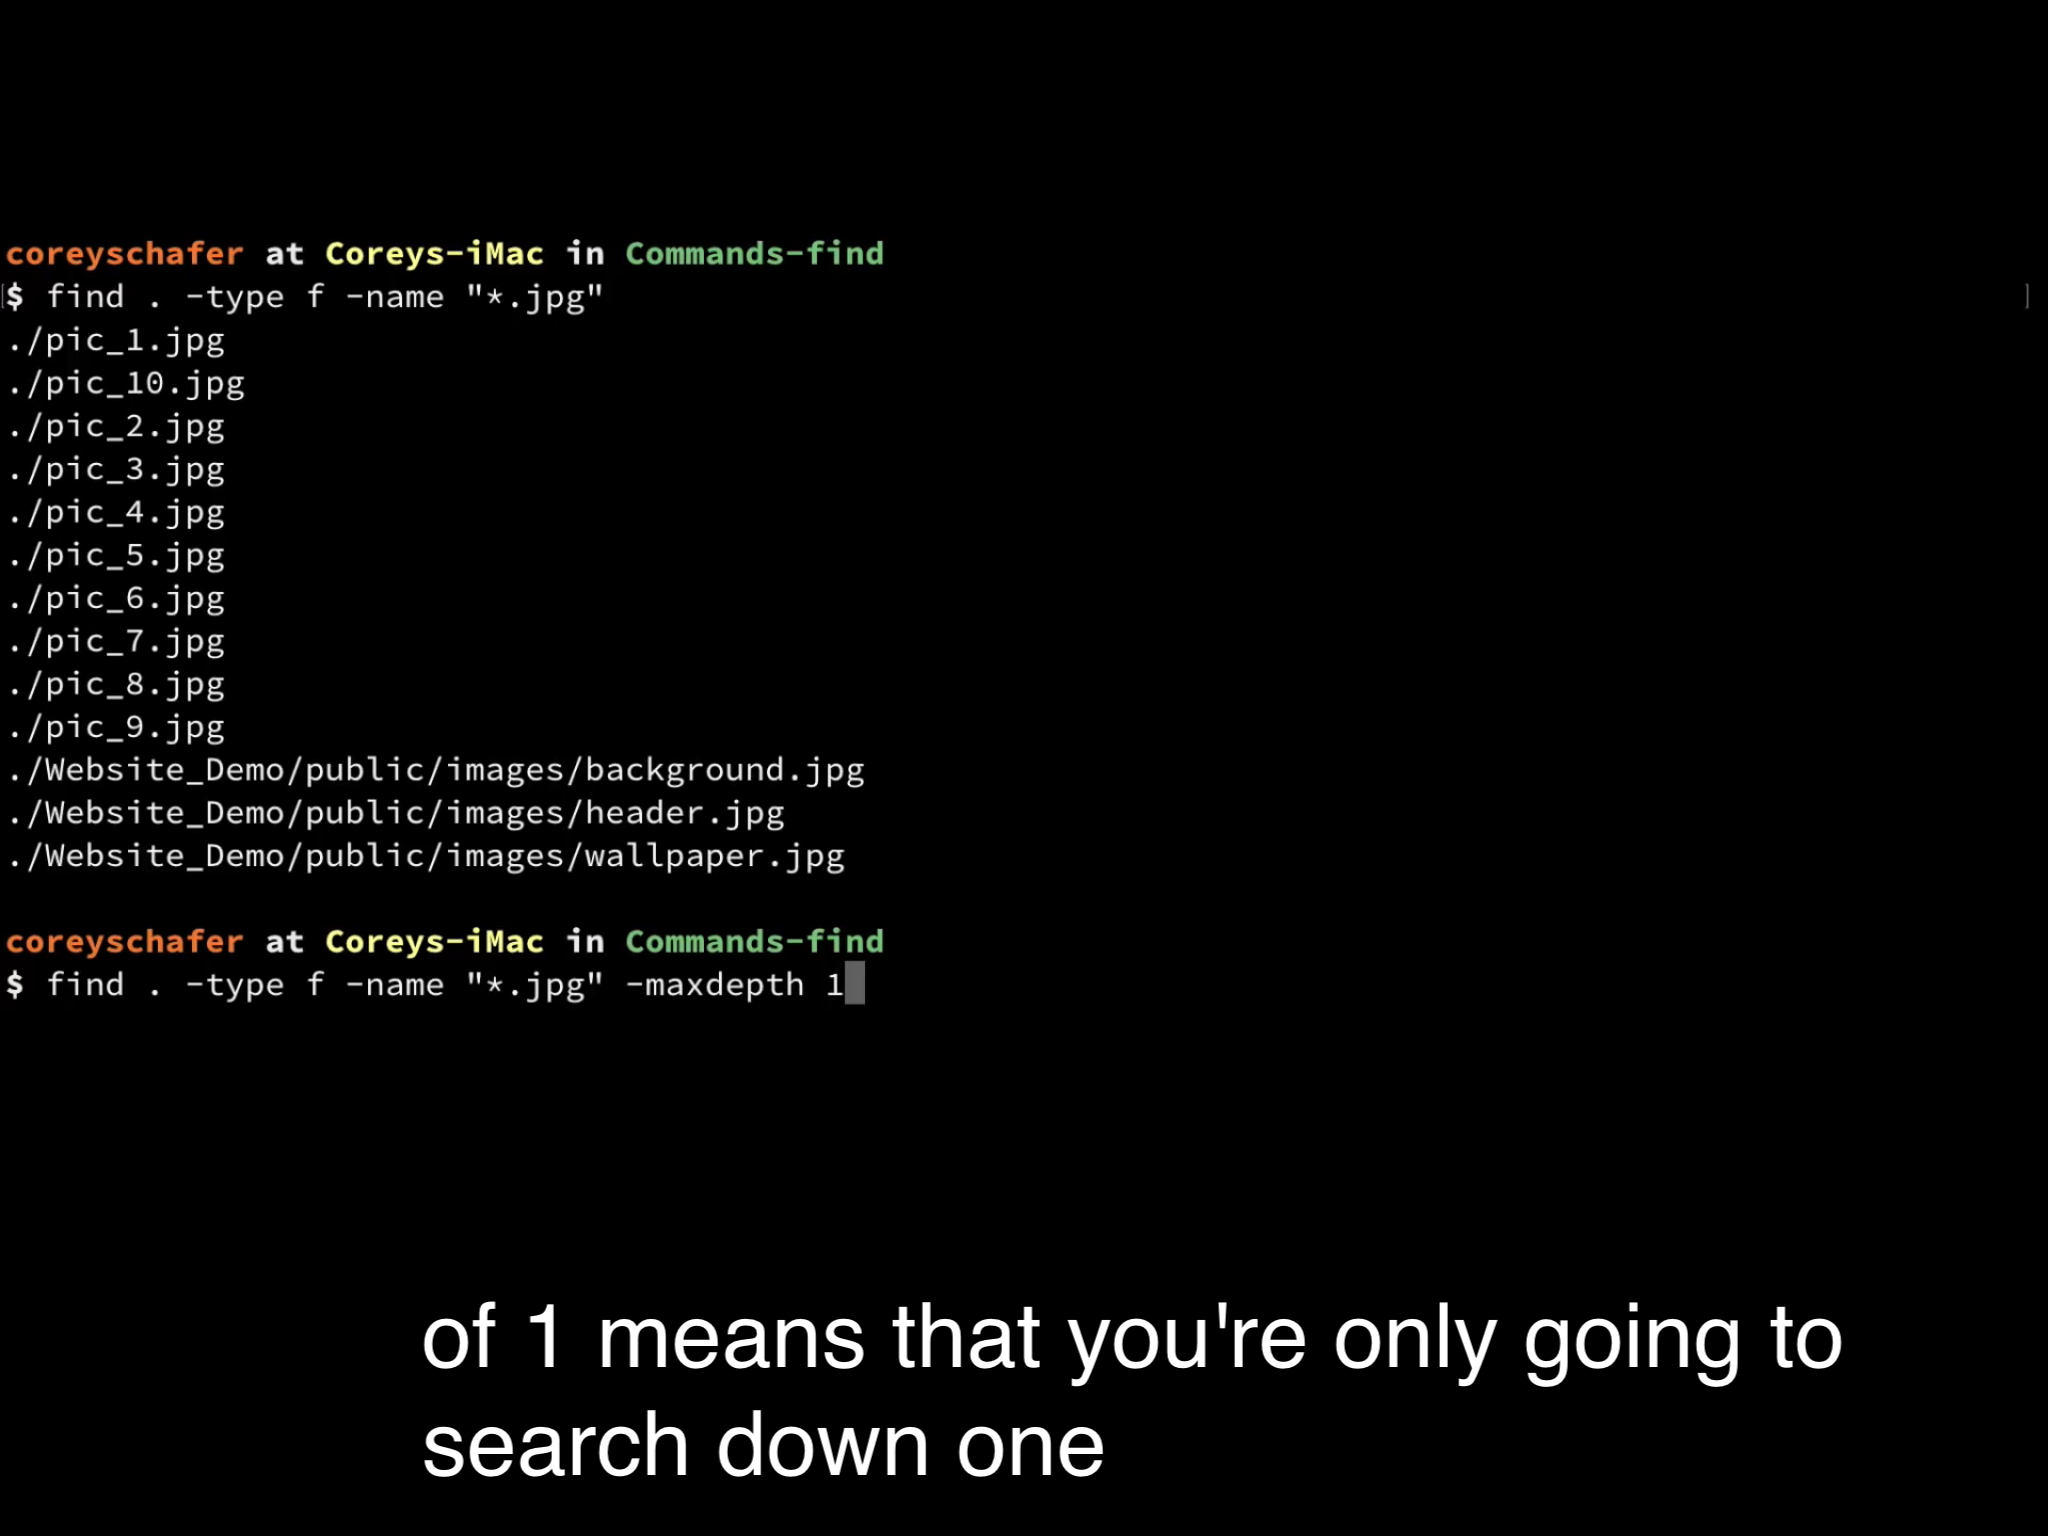 coreyschafer at Coreys-iMac in Commands-find
[$ find . -type f -name "*.jpg" ]
./pic_1.jpg
./pic_10.jpg
./pic_2.jpg
./pic_3.jpg
./pic_4.jpg
./pic_5.jpg
./pic_6.jpg
./pic_7.jpg
./pic_8.jpg
./pic_9.jpg
./Website_Demo/public/images/background.jpg
./Website_Demo/public/images/header.jpg
./Website_Demo/public/images/wallpaper.jpg
coreyschafer at Coreys-iMac in Commands-find
$ find . -type f -name "*.jpg" -maxdepth 1
of 1 means that you're only going to
search down one